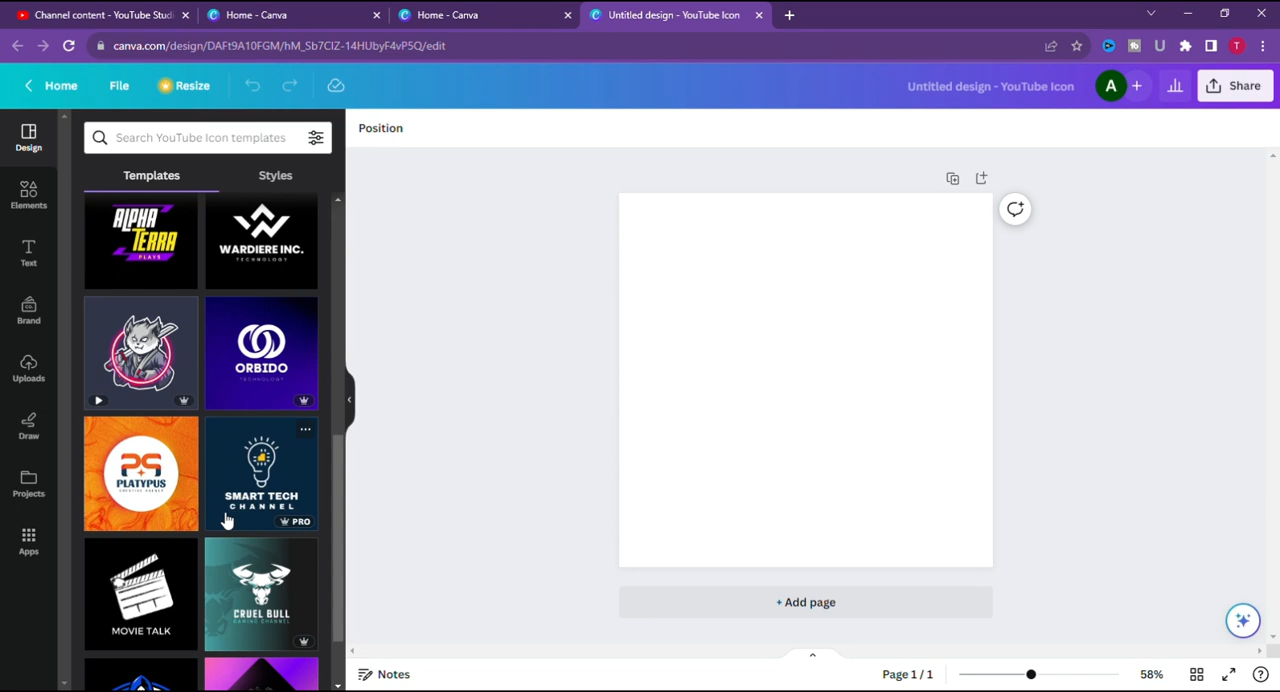 Channel content - YouTube Studi
Home - Canva
Home - Canva
Untitled design - YouTube Icon
canva.com/design/DAFt9A10FGM/hM_Sb7CIZ-14HUbyF4vP5Q/edit
T
Home
File
Resize
Untitled design - YouTube Icon
A
Share
Design
Elements
Text
Brand
Uploads
Draw
Projects
Apps
Search YouTube Icon templates
Templates
Styles
ALPHA
TERRA
PLAYS
WARDIERE INC.
TECHNOLOGY
ORBIDO
TECHNOLOGY
PLATYPUS
CREATIVE AGENCY
SMART TECH
CHANNEL
PRO
MOVIE TALK
CRUEL BULL
GAMING CHANNEL
Position
+ Add page
Notes
Page 1 / 1
58%